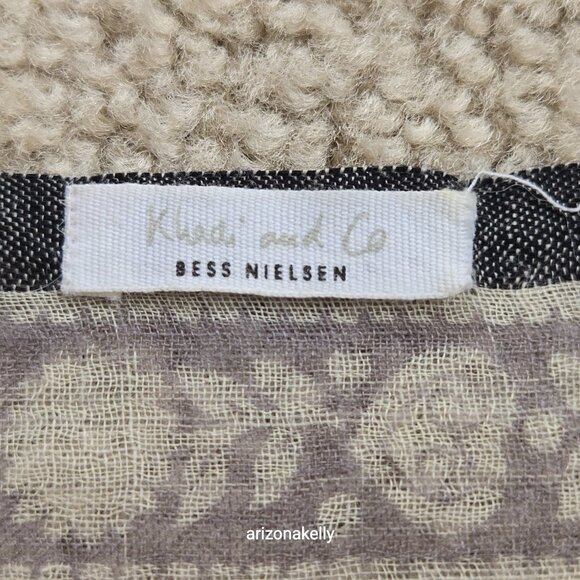 Khadi and Co
BESS NIELSEN
arizonakelly